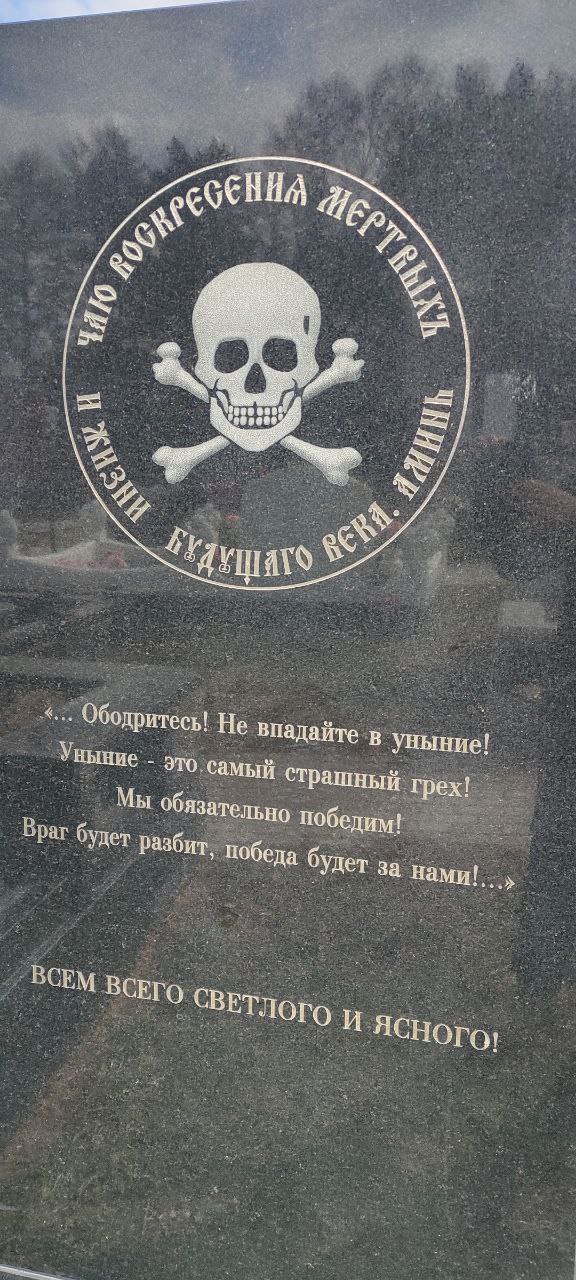 ЧАЮ ВОСКРЕСЕНИЯ МЕРТВЫХЪ
И ЖИЗНИ БУДУЩАГО ВЕКА. АМИНЬ
«... Ободритесь! Не впадайте в уныние!
Уныние - это самый страшный грех!
Мы обязательно победим!
Враг будет разбит, победа будет за нами!...»
ВСЕМ ВСЕГО СВЕТЛОГО И ЯСНОГО!